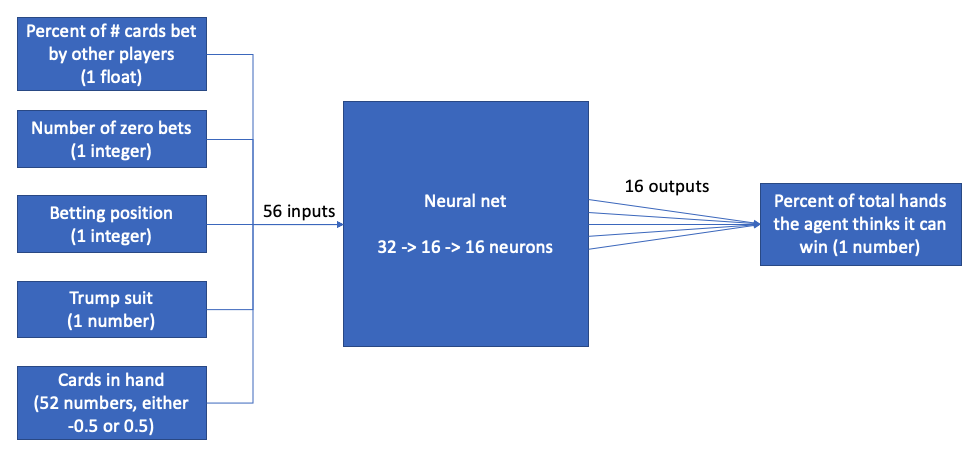 Percent of # cards bet
by other players
(1 float)
Number of zero bets
(1 integer)
Betting position
(1 integer)
Trump suit
(1 number)
Cards in hand
(52 numbers, either
-0.5 or 0.5)
56 inputs
Neural net
32 -> 16 -> 16 neurons
16 outputs
Percent of total hands
the agent thinks it can
win (1 number)